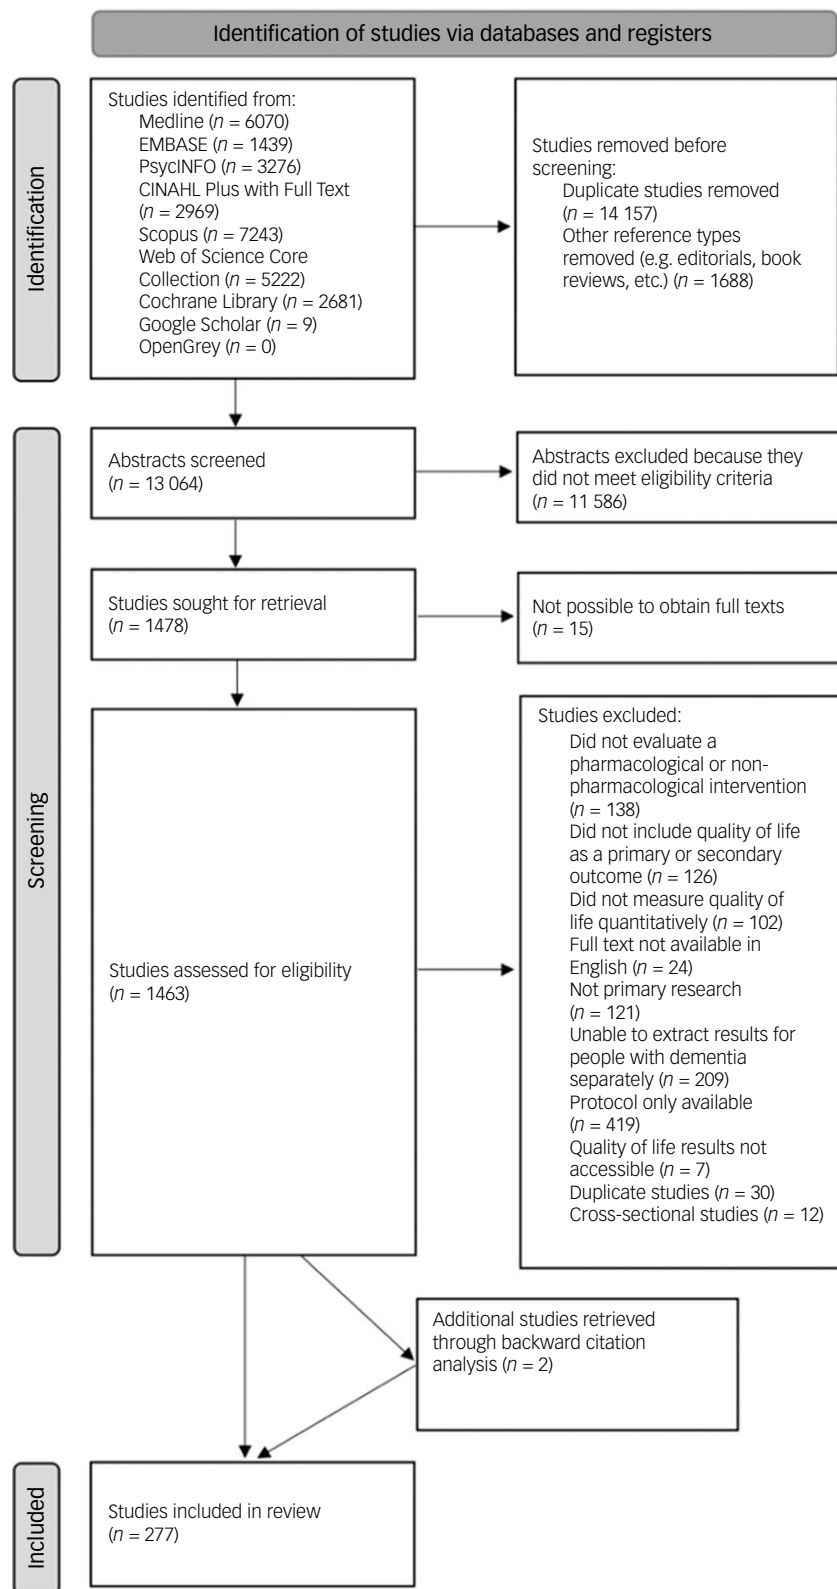 Identification of studies via databases and registers
Identification
Studies identified from:
Medline (n = 6070)
EMBASE (n = 1439)
PsycINFO (n = 3276)
CINAHL Plus with Full Text
(n = 2969)
Scopus (n = 7243)
Web of Science Core
Collection (n = 5222)
Cochrane Library (n = 2681)
Google Scholar (n = 9)
OpenGrey (n = 0)
Studies removed before
screening:
Duplicate studies removed
(n = 14 157)
Other reference types
removed (e.g. editorials, book
reviews, etc.) (n = 1688)
Screening
Abstracts screened
(n = 13 064)
Abstracts excluded because they
did not meet eligibility criteria
(n = 11 586)
Studies sought for retrieval
(n = 1478)
Not possible to obtain full texts
(n = 15)
Studies assessed for eligibility
(n = 1463)
Studies excluded:
Did not evaluate a
pharmacological or non-
pharmacological intervention
(n = 138)
Did not include quality of life
as a primary or secondary
outcome (n = 126)
Did not measure quality of
life quantitatively (n = 102)
Full text not available in
English (n = 24)
Not primary research
(n = 121)
Unable to extract results for
people with dementia
separately (n = 209)
Protocol only available
(n = 419)
Quality of life results not
accessible (n = 7)
Duplicate studies (n = 30)
Cross-sectional studies (n = 12)
Additional studies retrieved
through backward citation
analysis (n = 2)
Included
Studies included in review
(n = 277)